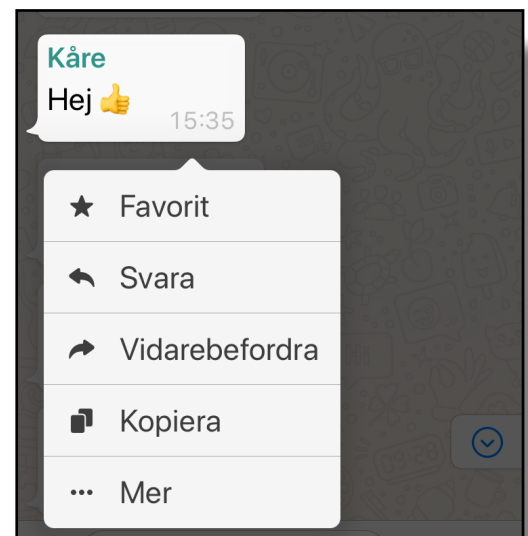 Kåre
Hej 👍
15:35
Favorit
Svara
Vidarebefordra
Kopiera
Mer